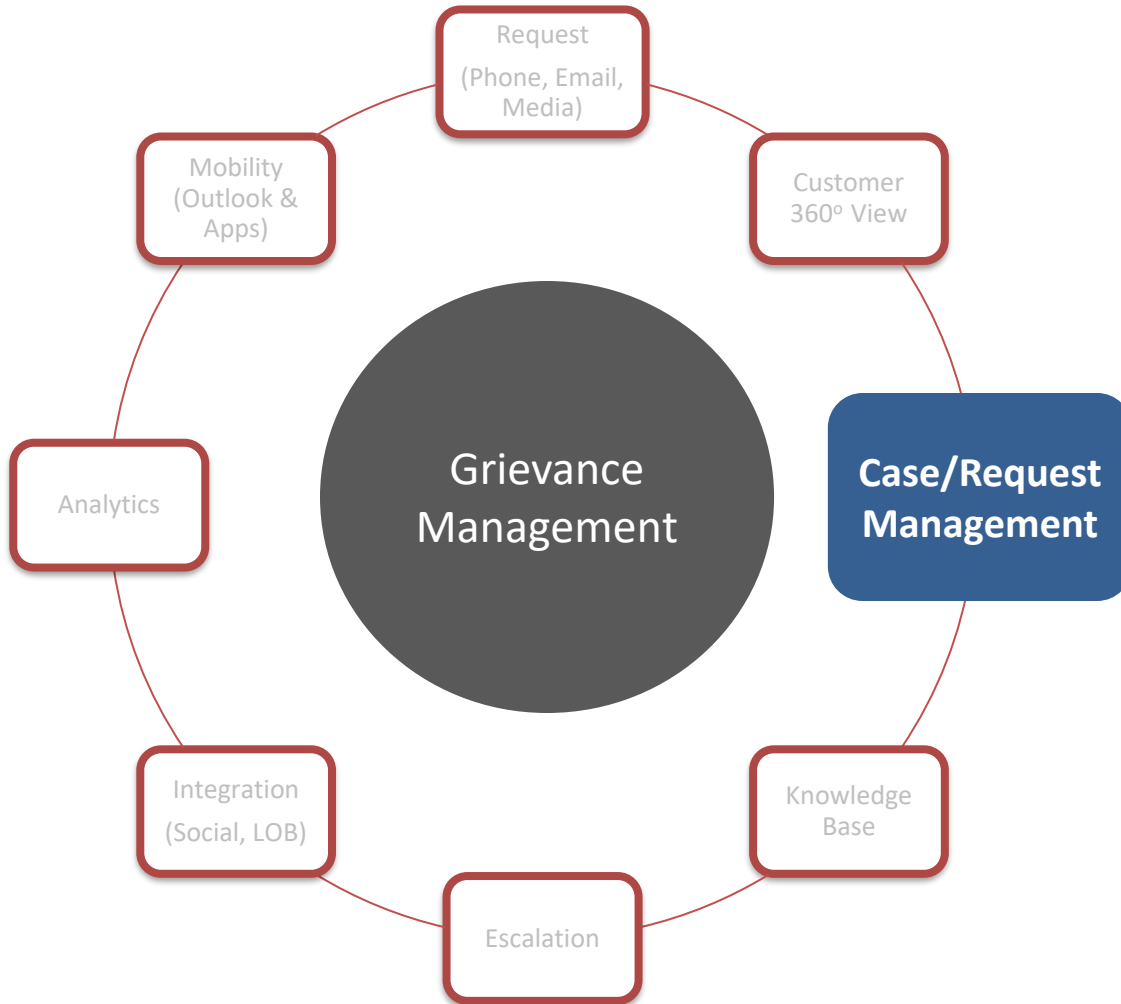 Request
(Phone, Email,
Media)
Mobility
(Outlook &
Apps)
Customer
360º View
Analytics
Grievance
Management
Case/Request
Management
Integration
(Social, LOB)
Knowledge
Base
Escalation